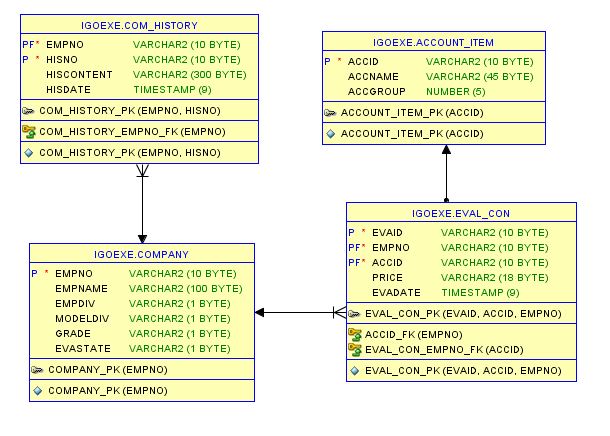 IGOEXE.COM_HISTORY
PF* EMPNO VARCHAR2 (10 BYTE)
P * HISNO VARCHAR2 (10 BYTE)
HISCONTENT VARCHAR2 (300 BYTE)
HISDATE TIMESTAMP (9)
COM_HISTORY_PK (EMPNO, HISNO)
COM_HISTORY_EMPNO_FK (EMPNO)
COM_HISTORY_PK (EMPNO, HISNO)
IGOEXE.ACCOUNT_ITEM
P * ACCID VARCHAR2 (10 BYTE)
ACCNAME VARCHAR2 (45 BYTE)
ACCGROUP NUMBER (5)
ACCOUNT_ITEM_PK (ACCID)
ACCOUNT_ITEM_PK (ACCID)
IGOEXE.COMPANY
P * EMPNO VARCHAR2 (10 BYTE)
EMPNAME VARCHAR2 (100 BYTE)
EMPDIV VARCHAR2 (1 BYTE)
MODELDIV VARCHAR2 (1 BYTE)
GRADE VARCHAR2 (1 BYTE)
EVASTATE VARCHAR2 (1 BYTE)
COMPANY_PK (EMPNO)
COMPANY_PK (EMPNO)
IGOEXE.EVAL_CON
P * EVAID VARCHAR2 (10 BYTE)
PF* EMPNO VARCHAR2 (10 BYTE)
PF* ACCID VARCHAR2 (10 BYTE)
PRICE VARCHAR2 (18 BYTE)
EVADATE TIMESTAMP (9)
EVAL_CON_PK (EVAID, ACCID, EMPNO)
ACCID_FK (EMPNO)
EVAL_CON_EMPNO_FK (ACCID)
EVAL_CON_PK (EVAID, ACCID, EMPNO)